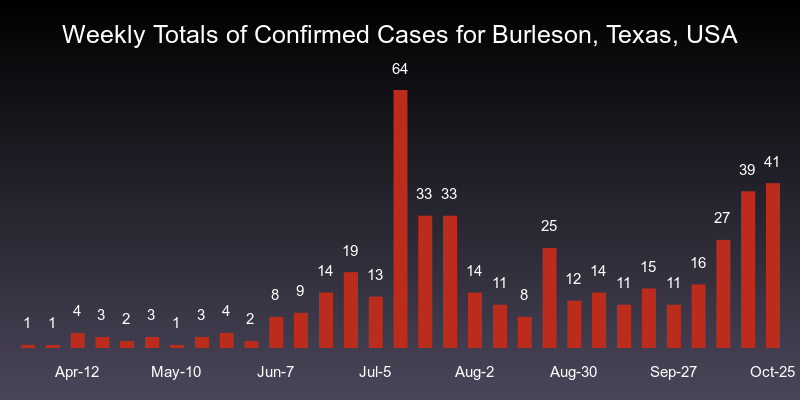 Weekly Totals of Confirmed Cases for Burleson, Texas, USA
1 1 4 3 2 3 1 3 4 2 8 9 14 19 13 64 33 33 14 11 8 25 12 14 11 15 11 16 27 39 41
Apr-12 May-10 Jun-7 Jul-5 Aug-2 Aug-30 Sep-27 Oct-25